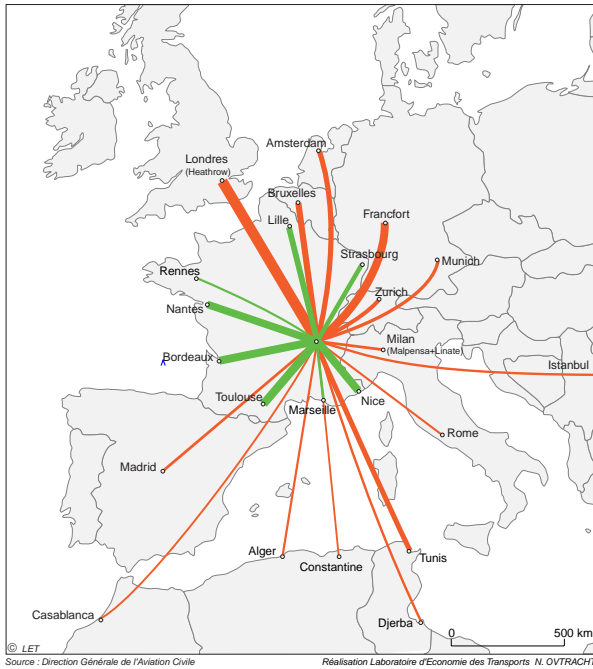 Amsterdam
Londres
(Heathrow)
Bruxelles
Lille
Francfort
Strasbourg
Munich
Rennes
Zurich
Nantes
Milan
(Malpensa+Linate)
Bordeaux
Istanbul
Toulouse
Marseille
Nice
Rome
Madrid
Alger
Constantine
Tunis
Casablanca
Djerba
0 500 km
© LET
Source : Direction Générale de l'Aviation Civile
Réalisation Laboratoire d'Economie des Transports N. OVTRACHT